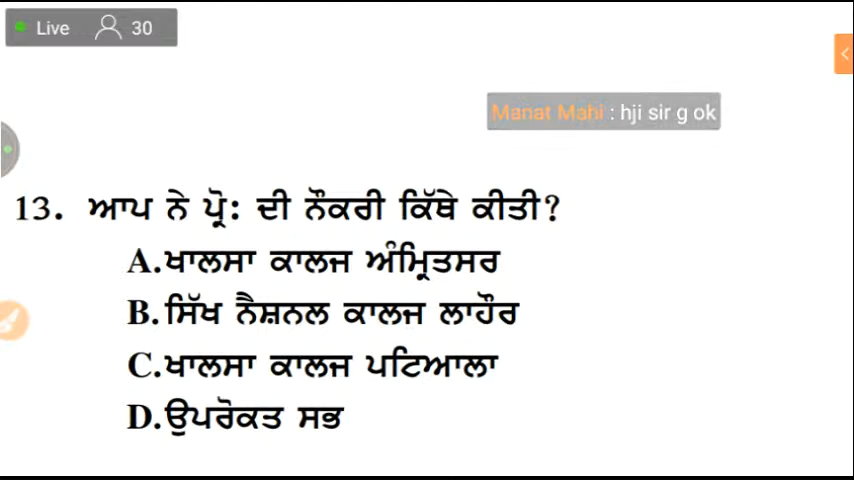 Live 30
Manat Mahi : hji sir g ok
13. ਆਪ ਨੇ ਪ੍ਰੋ: ਦੀ ਨੌਕਰੀ ਕਿੱਥੇ ਕੀਤੀ?
A.ਖਾਲਸਾ ਕਾਲਜ ਅੰਮ੍ਰਿਤਸਰ
B.ਸਿੱਖ ਨੈਸ਼ਨਲ ਕਾਲਜ ਲਾਹੌਰ
C.ਖਾਲਸਾ ਕਾਲਜ ਪਟਿਆਲਾ
D.ਉਪਰੋਕਤ ਸਭ